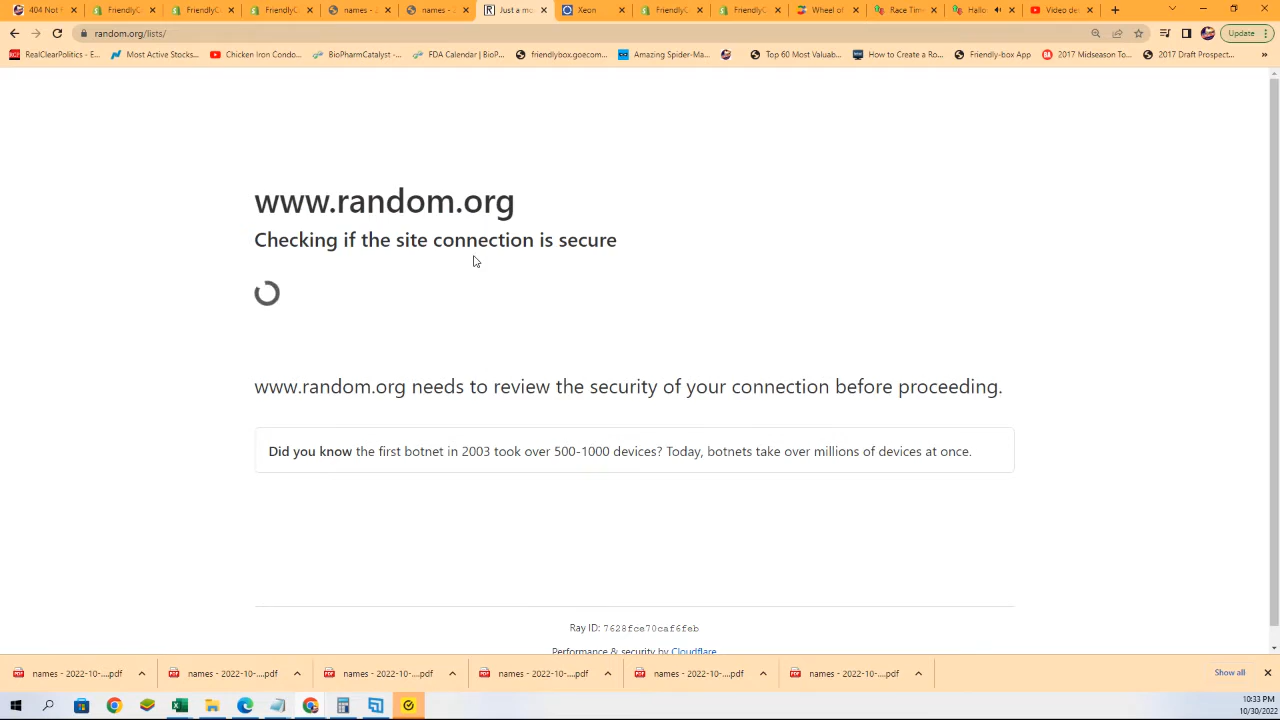 404 Not
FriendlyC
FriendlyC
FriendlyC
names - 2
names - 2
Just a mo
Xeon
FriendlyC
FriendlyC
Wheel of
Race Time
Hallo
Video de
random.org/lists/
Update
RealClearPolitics - E...
Most Active Stocks...
Chicken Iron Condo...
BioPharmCatalyst -...
FDA Calendar | BioP...
friendlybox.goecom...
Amazing Spider-Ma...
Top 60 Most Valuab...
How to Create a Ro...
Friendly-box App
2017 Midseason To...
2017 Draft Prospect...
»
www.random.org
Checking if the site connection is secure
www.random.org needs to review the security of your connection before proceeding.
Did you know the first botnet in 2003 took over 500-1000 devices? Today, botnets take over millions of devices at once.
Ray ID: 7628fce70caf6feb
Performance & security by Cloudflare
names - 2022-10-....pdf
names - 2022-10-....pdf
names - 2022-10-....pdf
names - 2022-10-....pdf
names - 2022-10-....pdf
names - 2022-10-....pdf
Show all
10:33 PM
10/30/2022